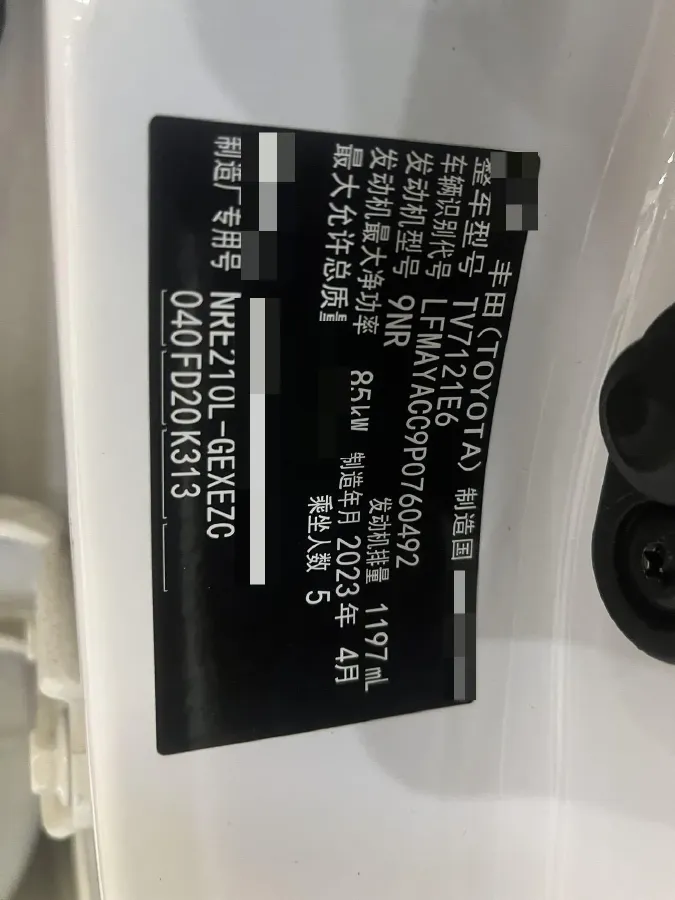 丰田(TOYOTA) 制造国
整车型号 TV7121E6
车辆识别代号 LFMAYACC9P0760492
发动机型号 9NR 发动机排量 1197 mL
发动机最大净功率 85kW 制造年月 2023年 4月
最大允许总质量 乘坐人数 5
制造厂专用号 NRE210L-GEXEZC
040FD20K313